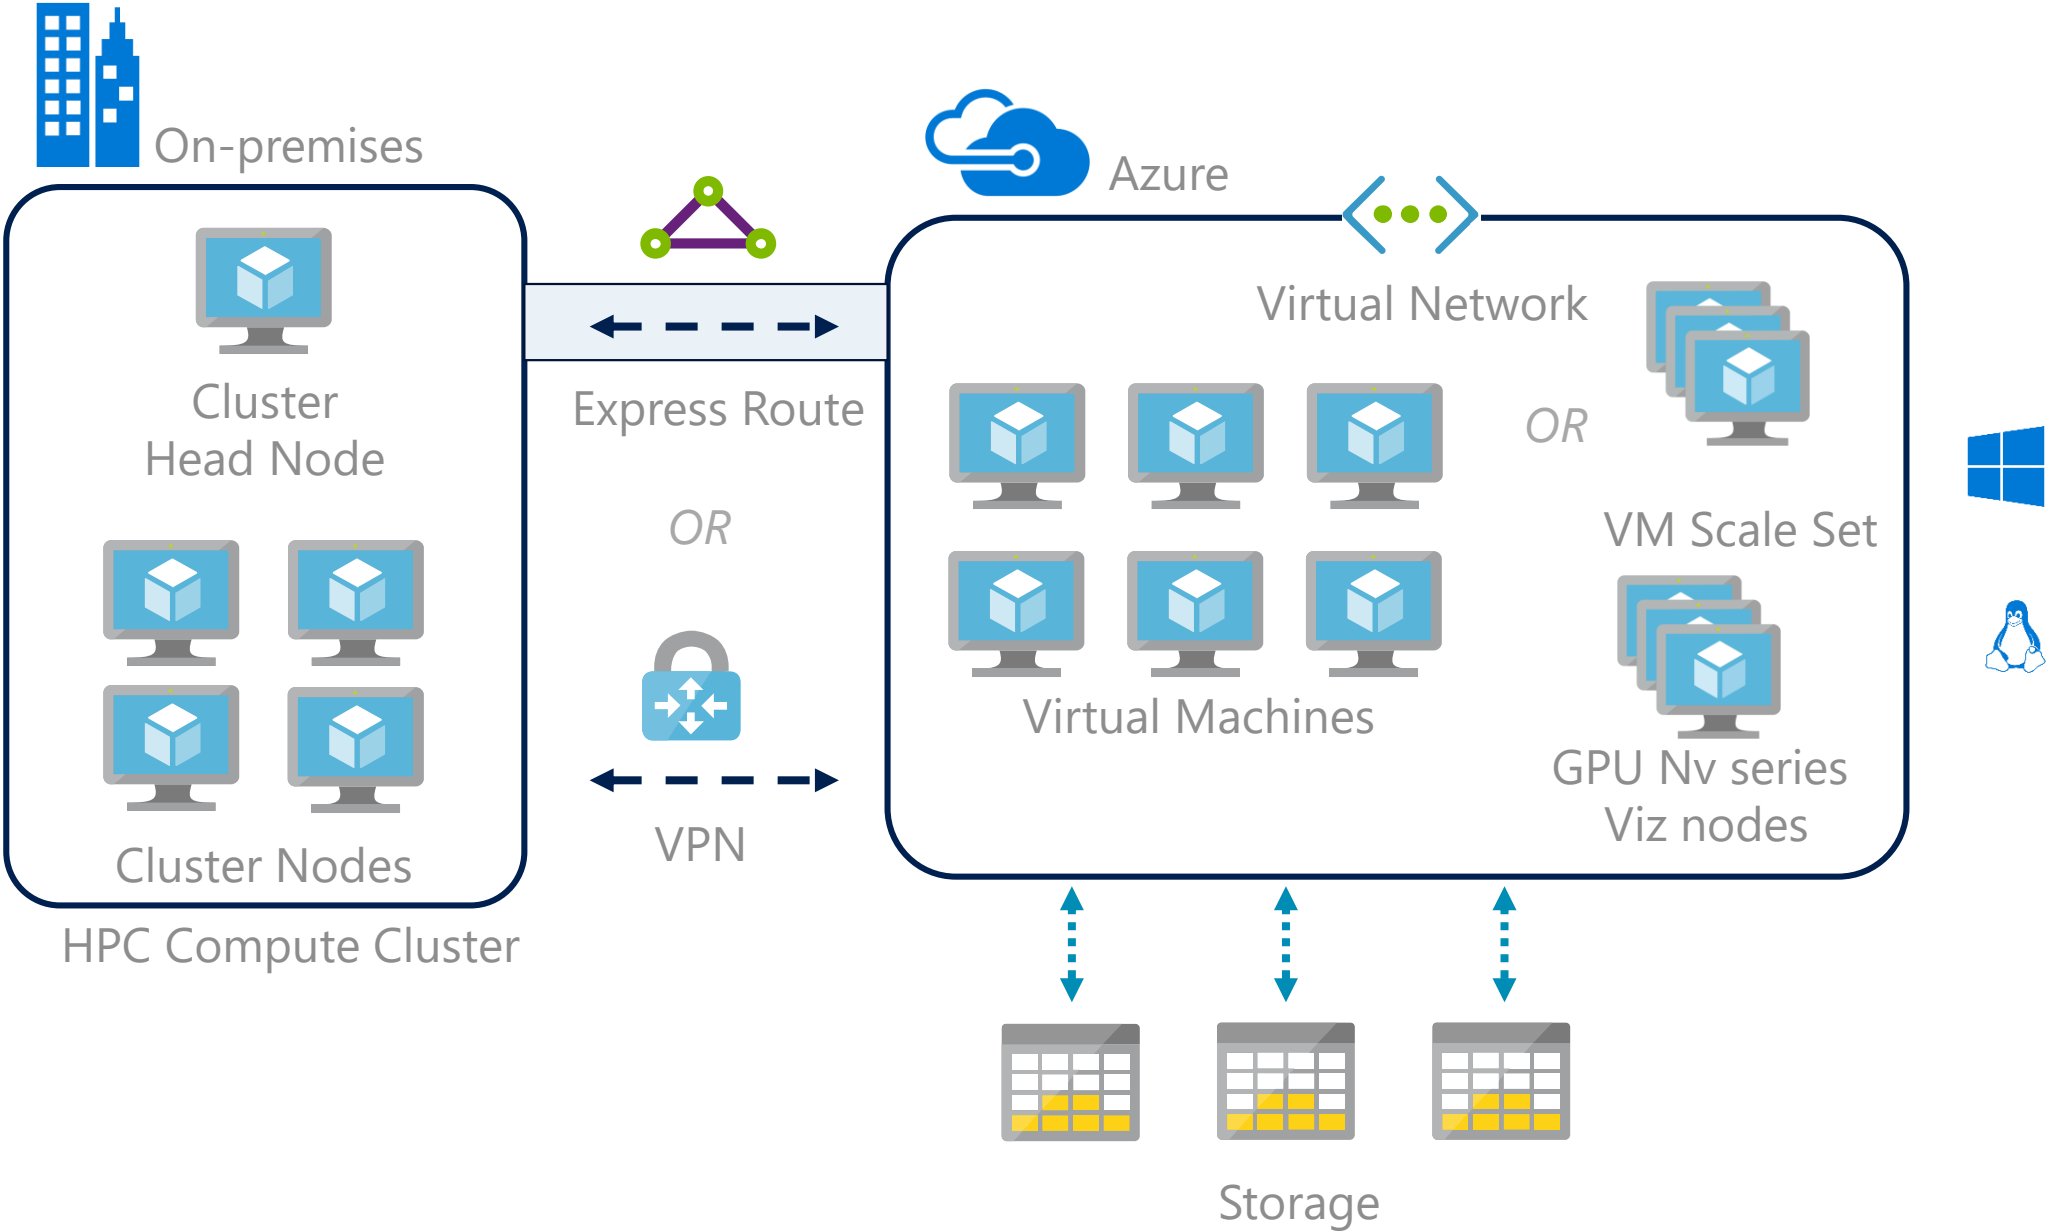 On-premises
Azure
Cluster
Head Node
Express Route
OR
VPN
Cluster Nodes
HPC Compute Cluster
Virtual Network
OR
VM Scale Set
Virtual Machines
GPU Nv series
Viz nodes
Storage